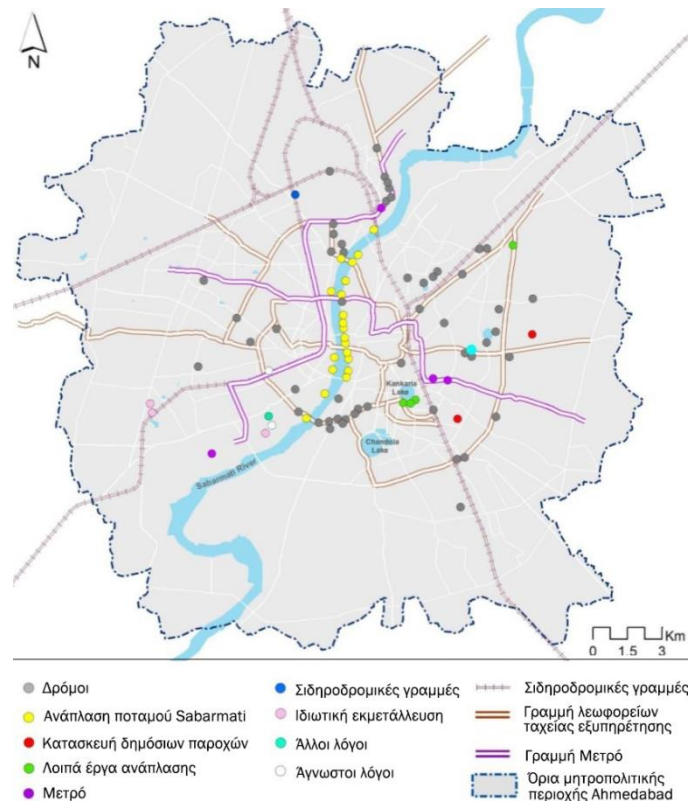 N
Kankaria
Lake
Chandola
Lake
Sabarmati River
Km
0 1.5 3
Δρόμοι
Ανάπλαση ποταμού Sabarmati
Κατασκευή δημόσιων παροχών
Λοιπά έργα ανάπλασης
Μετρό
Σιδηροδρομικές γραμμές
Ιδιωτική εκμετάλλευση
Άλλοι λόγοι
Άγνωστοι λόγοι
Σιδηροδρομικές γραμμές
Γραμμή λεωφορείων
ταχείας εξυπηρέτησης
Γραμμή Μετρό
Όρια μητροπολιτικής
περιοχής Ahmedabad